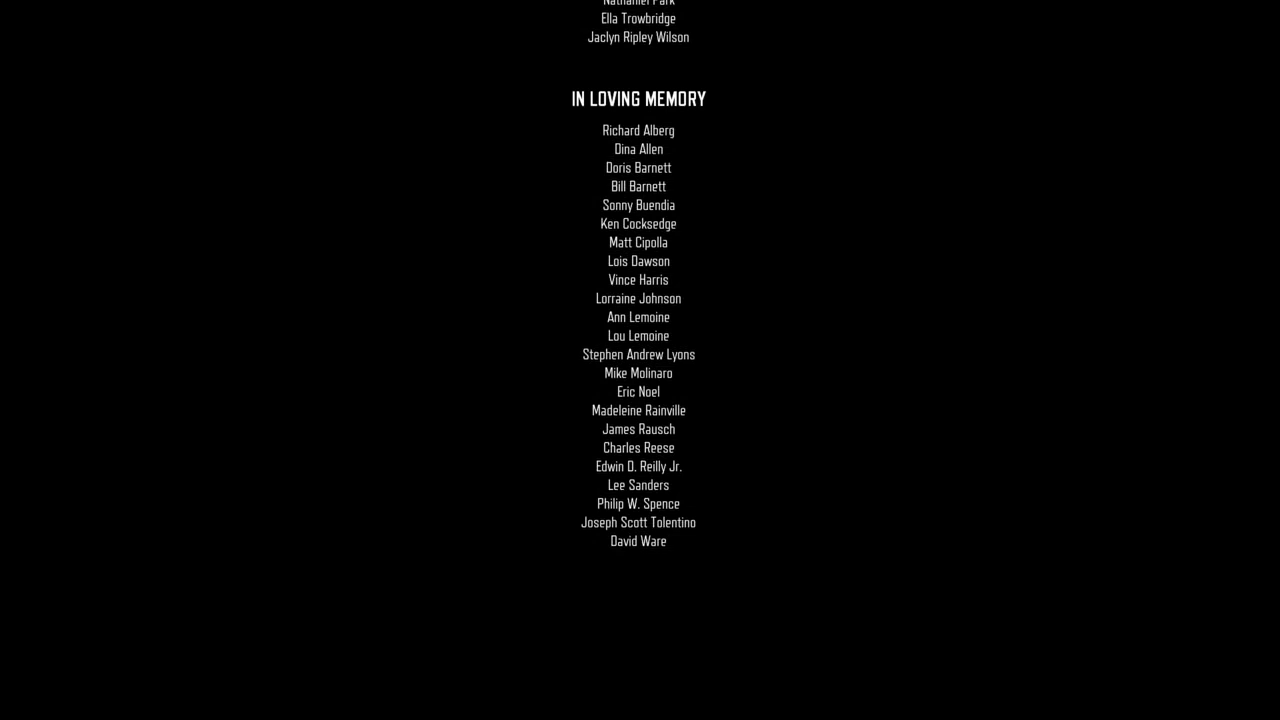 Nathaniel Park
Ella Trowbridge
Jaclyn Ripley Wilson
IN LOVING MEMORY
Richard Alberg
Dina Allen
Doris Barnett
Bill Barnett
Sonny Buendia
Ken Cocksedge
Matt Cipolla
Lois Dawson
Vince Harris
Lorraine Johnson
Ann Lemoine
Lou Lemoine
Stephen Andrew Lyons
Mike Molinaro
Eric Noel
Madeleine Rainville
James Rausch
Charles Reese
Edwin D. Reilly Jr.
Lee Sanders
Philip W. Spence
Joseph Scott Tolentino
David Ware